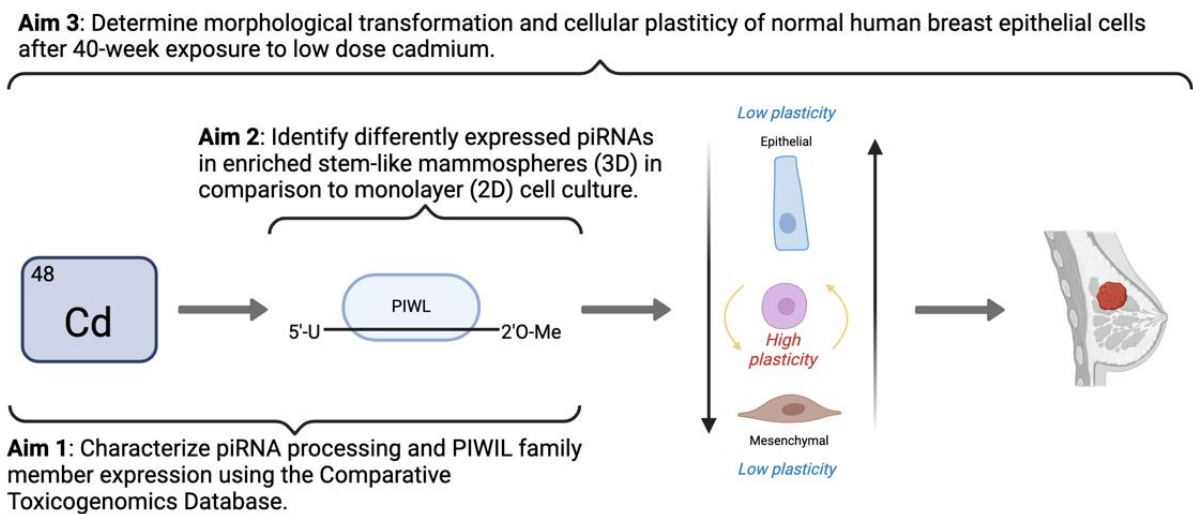 Aim 3: Determine morphological transformation and cellular plastiticy of normal human breast epithelial cells
after 40-week exposure to low dose cadmium.
Aim 2: Identify differently expressed piRNAs
in enriched stem-like mammospheres (3D) in
comparison to monolayer (2D) cell culture.
48
Cd
PIWL
5'-U
2'O-Me
Low plasticity
Epithelial
High
plasticity
Mesenchymal
Low plasticity
Aim 1: Characterize piRNA processing and PIWIL family
member expression using the Comparative
Toxicogenomics Database.